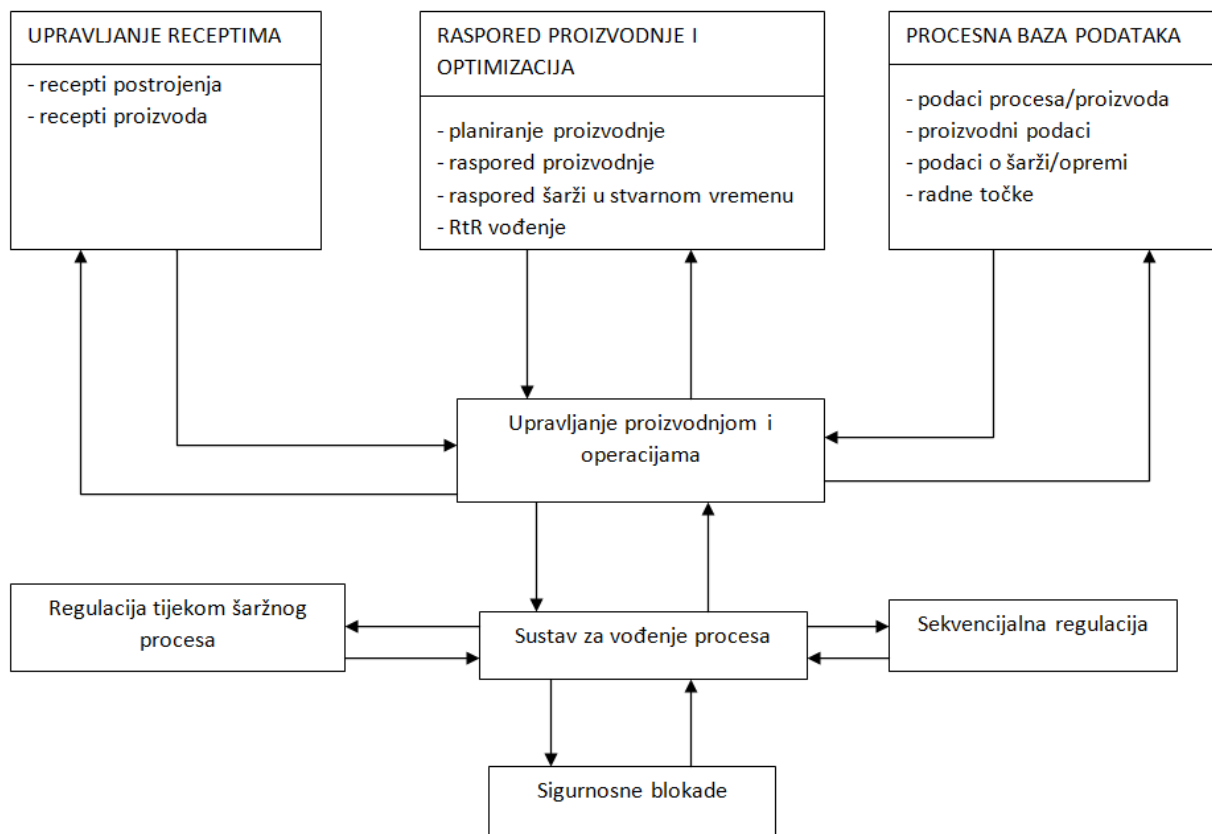 UPRAVLJANJE RECEPTIMA
- recepti postrojenja
- recepti proizvoda
RASPORED PROIZVODNJE I
OPTIMIZACIJA
- planiranje proizvodnje
- raspored proizvodnje
- raspored šarži u stvarnom vremenu
- RtR vođenje
PROCESNA BAZA PODATAKA
- podaci procesa/proizvoda
- proizvodni podaci
- podaci o šarži/opremi
- radne točke
Upravljanje proizvodnjom i
operacijama
Regulacija tijekom šaržnog
procesa
Sustav za vođenje procesa
Sekvencijalna regulacija
Sigurnosne blokade